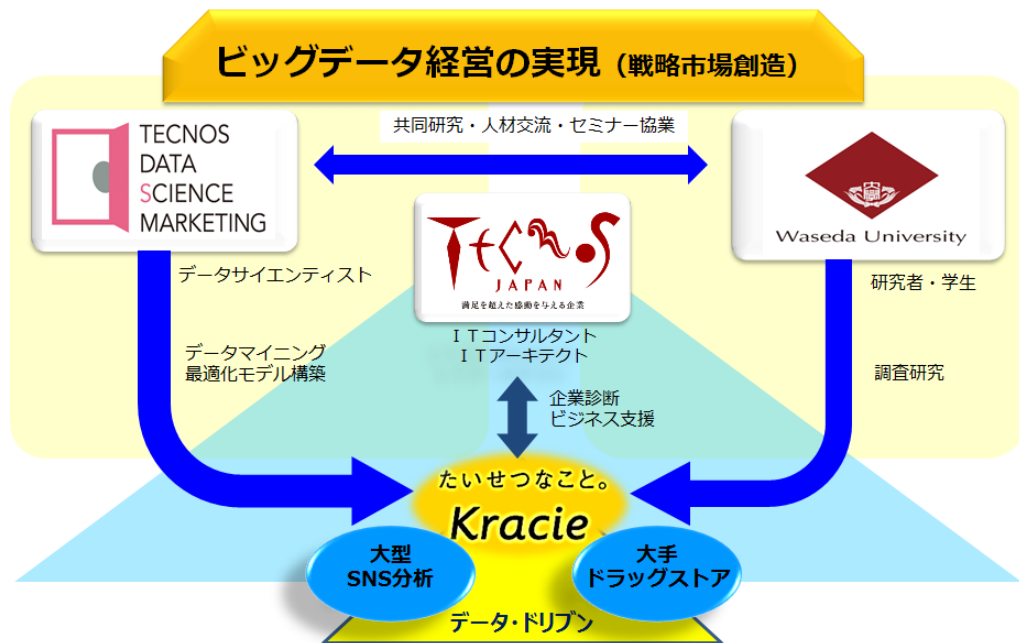 ビッグデータ経営の実現（戦略市場創造）
共同研究・人材交流・セミナー協業
TECNOS
DATA
SCIENCE
MARKETING
Waseda University
TECNOS
JAPAN
満足を超えた感動を与える企業
データサイエンティスト
研究者・学生
ＩＴコンサルタント
ＩＴアーキテクト
データマイニング
最適化モデル構築
調査研究
企業診断
ビジネス支援
たいせつなこと。
Kracie
大型
SNS分析
大手
ドラッグストア
データ・ドリブン